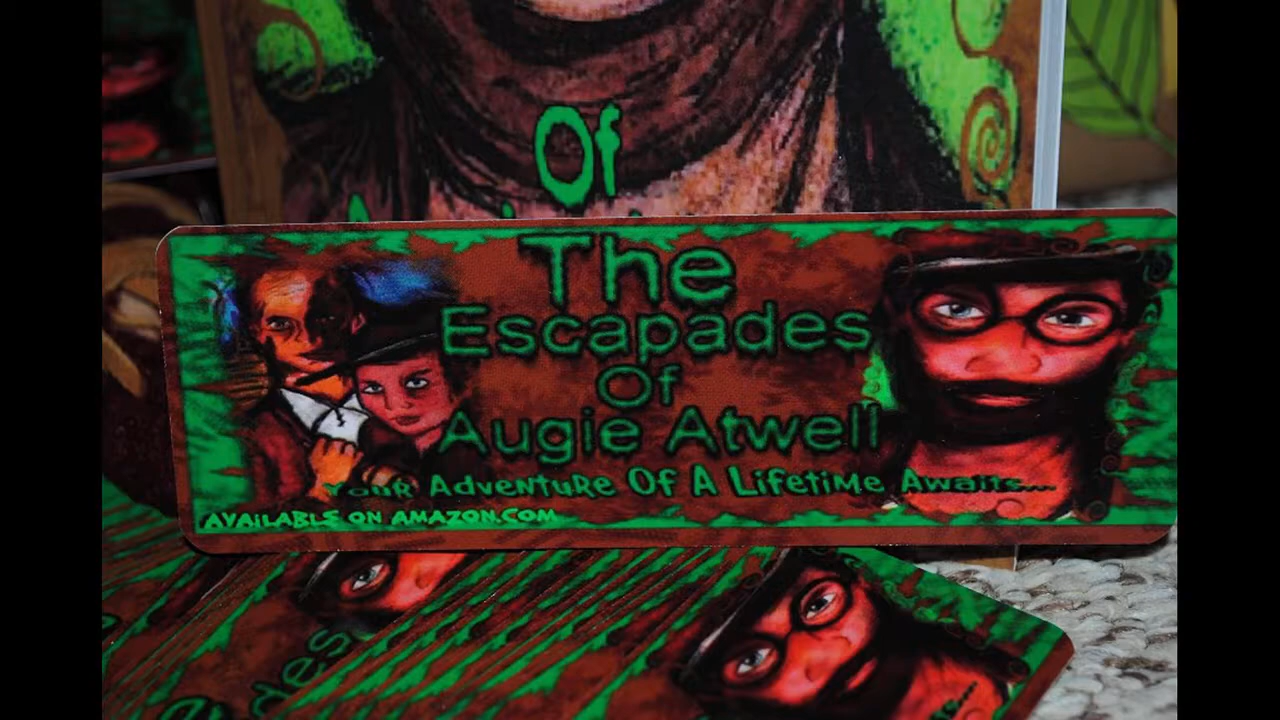 Of
The
Escapades
Of
Augie Atwell
Your Adventure Of A Lifetime Awaits...
AVAILABLE ON AMAZON.COM